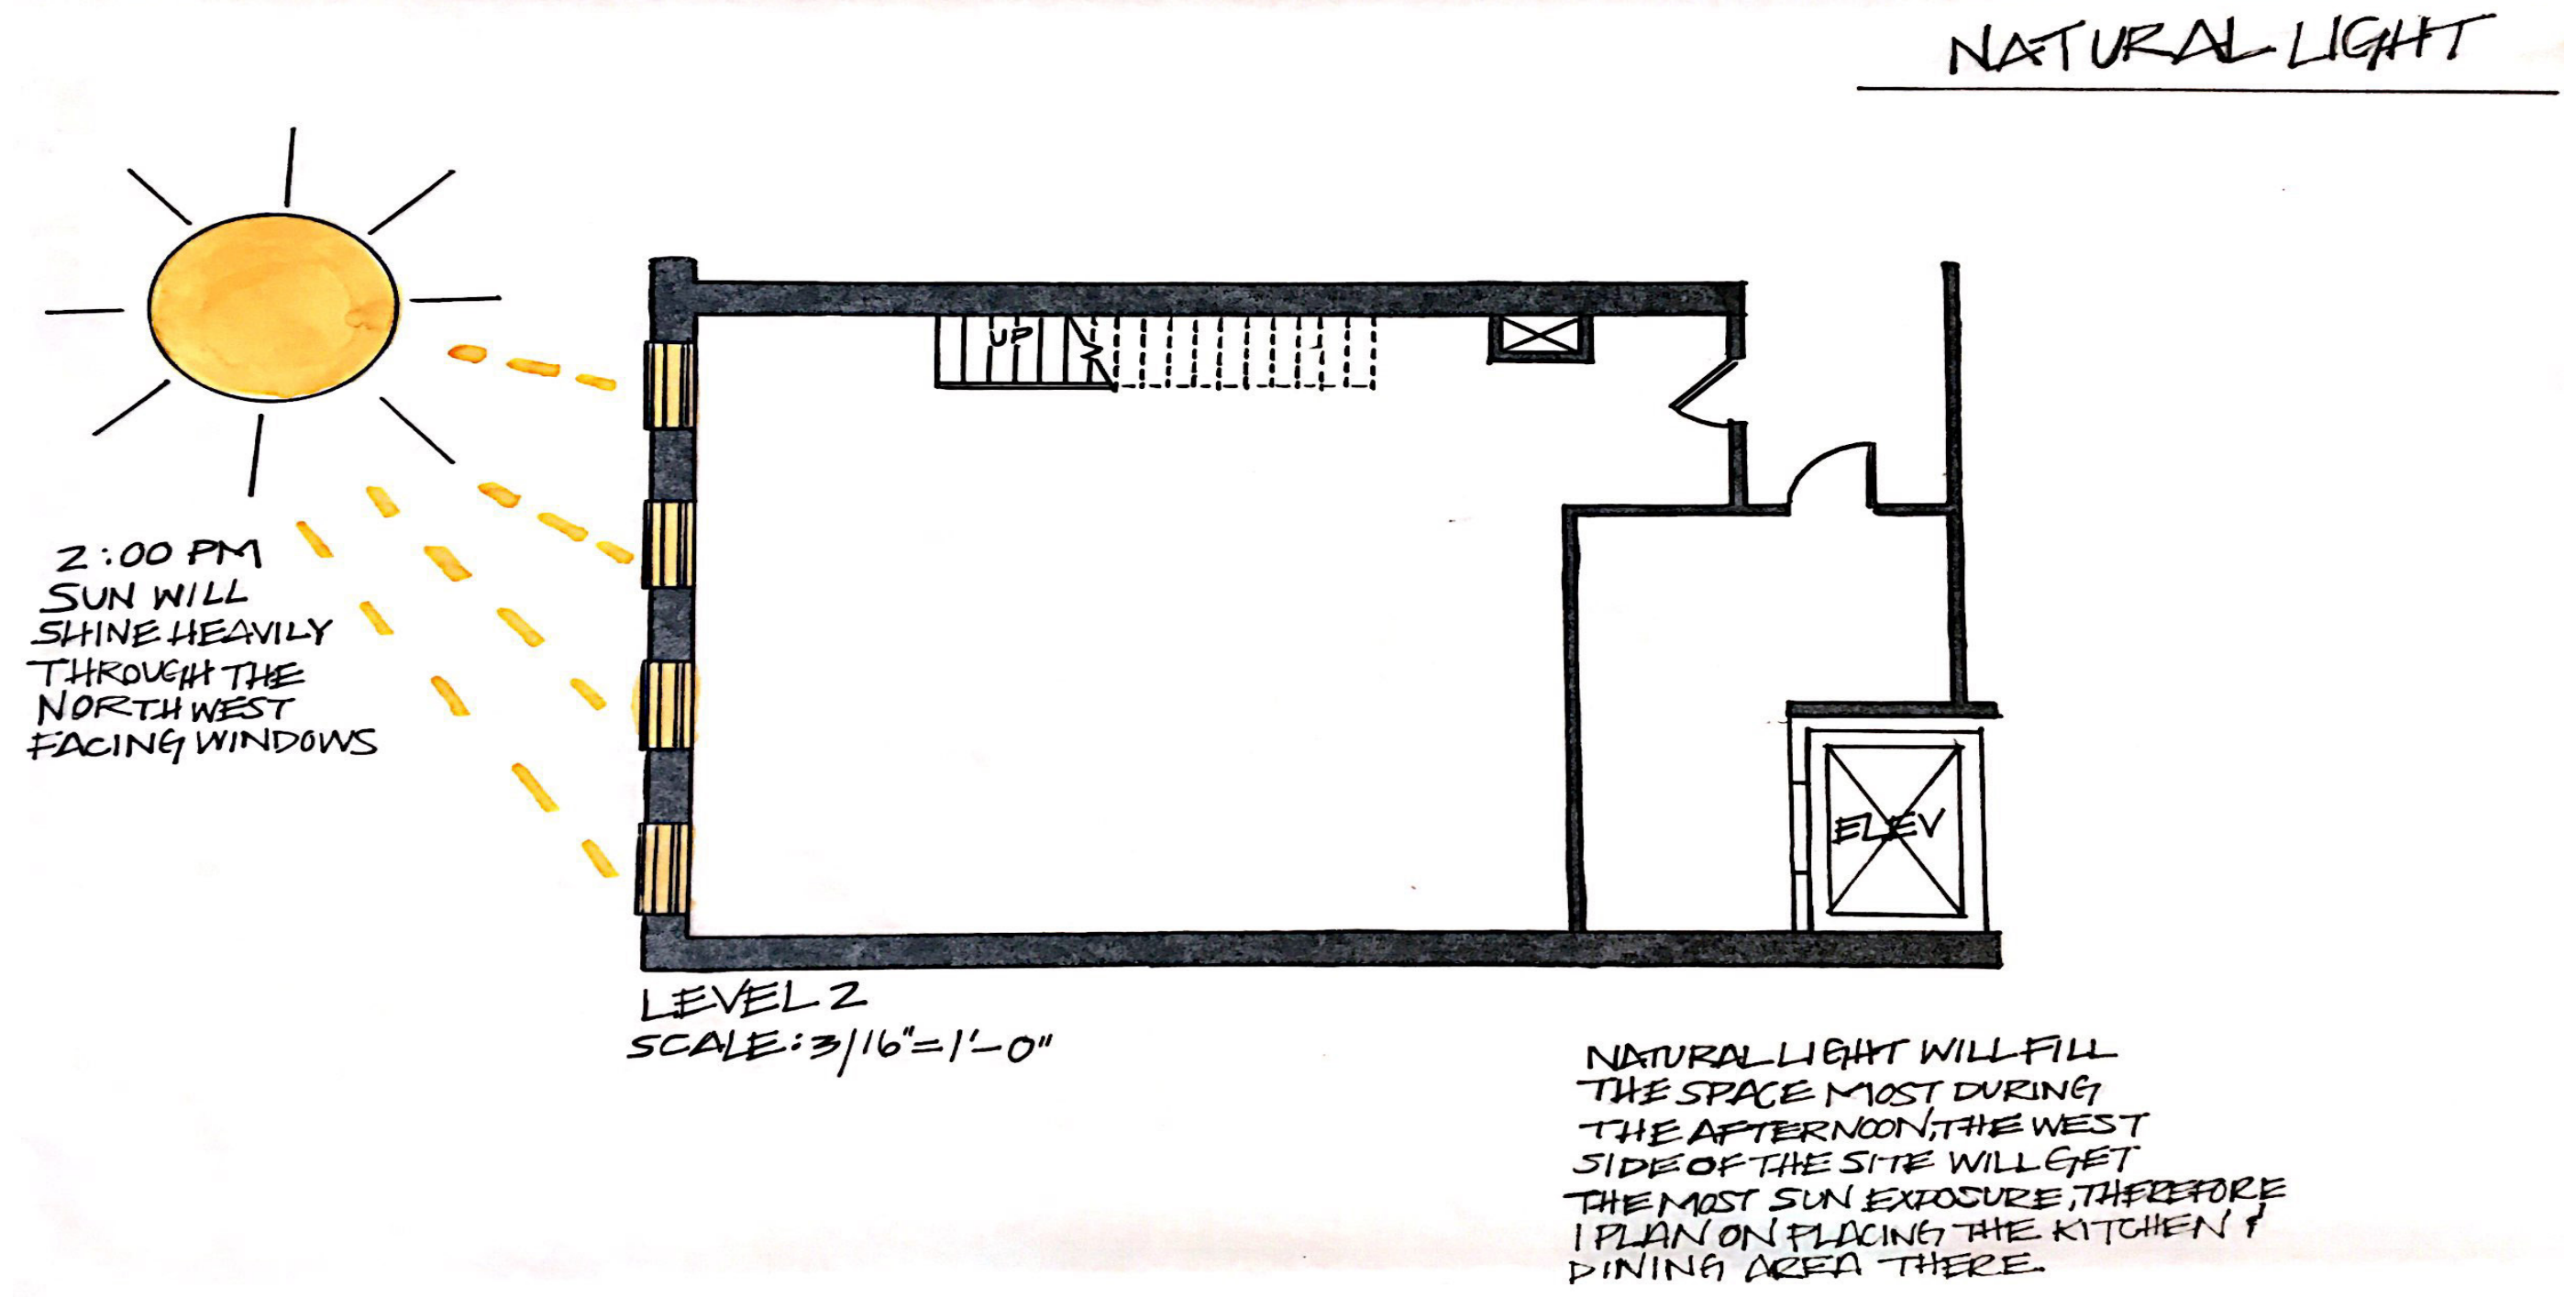 NATURAL LIGHT
UP
2:00 PM
SUN WILL
SHINE HEAVILY
THROUGH THE
NORTH WEST
FACING WINDOWS
ELEV
LEVEL 2
SCALE: 3/16"=1'-0"
NATURAL LIGHT WILL FILL
THE SPACE MOST DURING
THE AFTERNOON, THE WEST
SIDE OF THE SITE WILL GET
THE MOST SUN EXPOSURE, THEREFORE
I PLAN ON PLACING THE KITCHEN &
DINING AREA THERE.